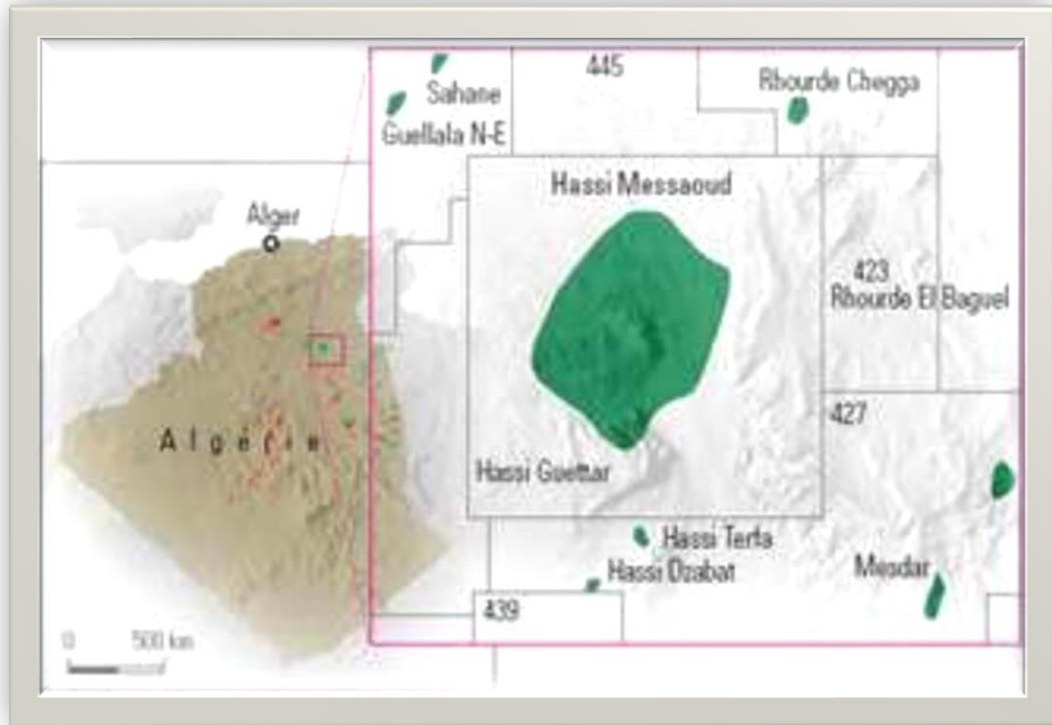 445
Rhourde Chegga
Sahane
Guellala N-E
Hassi Messaoud
Alger
423
Rhourde El Baguel
Algérie
427
Hassi Guettar
Hassi Terfa
Hassi Dzabat
Mesdar
439
0 500 km